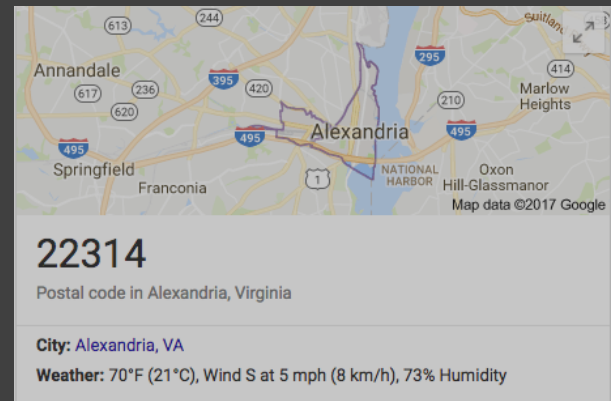 613
244
Suitland
Annandale
395
295
414
617
236
420
Marlow
Heights
620
210
Alexandria
495
495
495
Springfield
1
NATIONAL
HARBOR
Oxon
Hill-Glassmanor
Franconia
Map data ©2017 Google
22314
Postal code in Alexandria, Virginia
City: Alexandria, VA
Weather: 70°F (21°C), Wind S at 5 mph (8 km/h), 73% Humidity